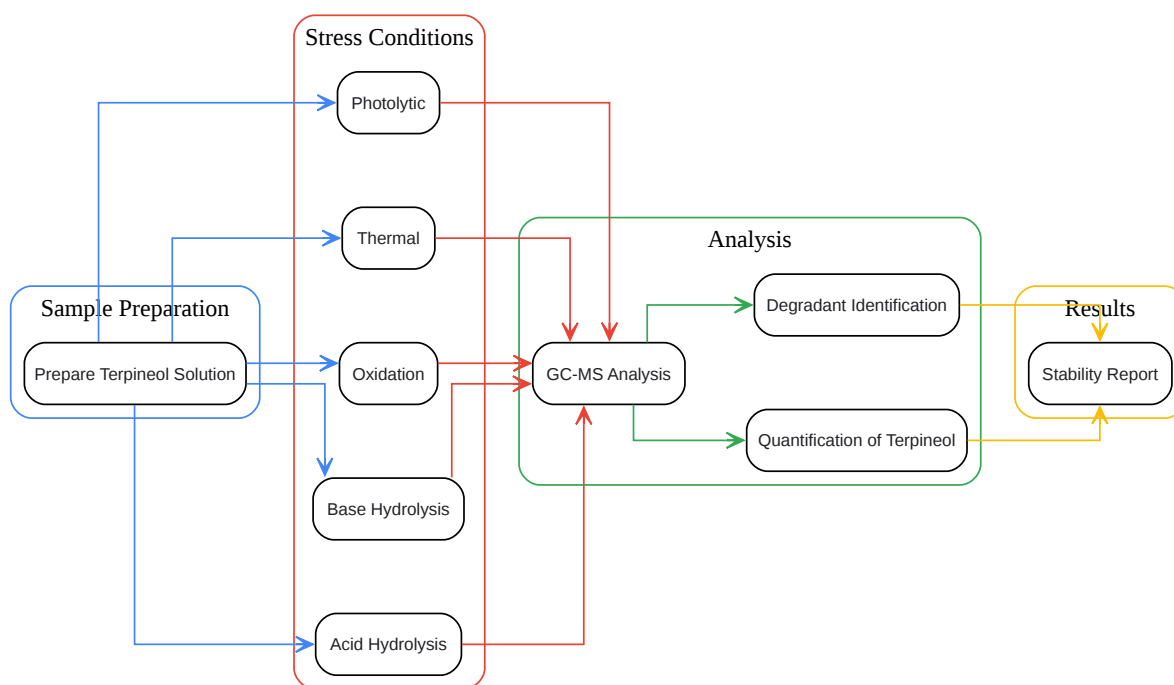 Stress Conditions
Photolytic
Thermal
Analysis
Sample Preparation
Degradant Identification
Results
Prepare Terpineol Solution
Oxidation
GC-MS Analysis
Stability Report
Quantification of Terpineol
Base Hydrolysis
Acid Hydrolysis